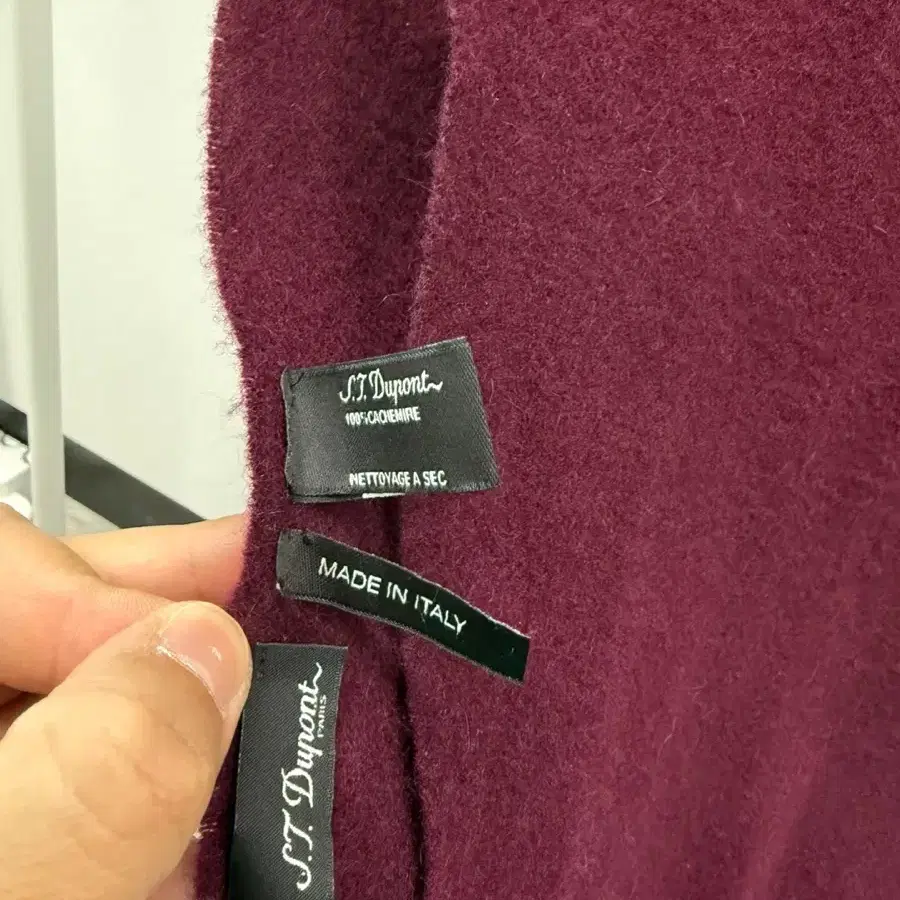 S.T. Dupont
100% CACHEMIRE
NETTOYAGE A SEC
MADE IN ITALY
S.T. Dupont
PARIS